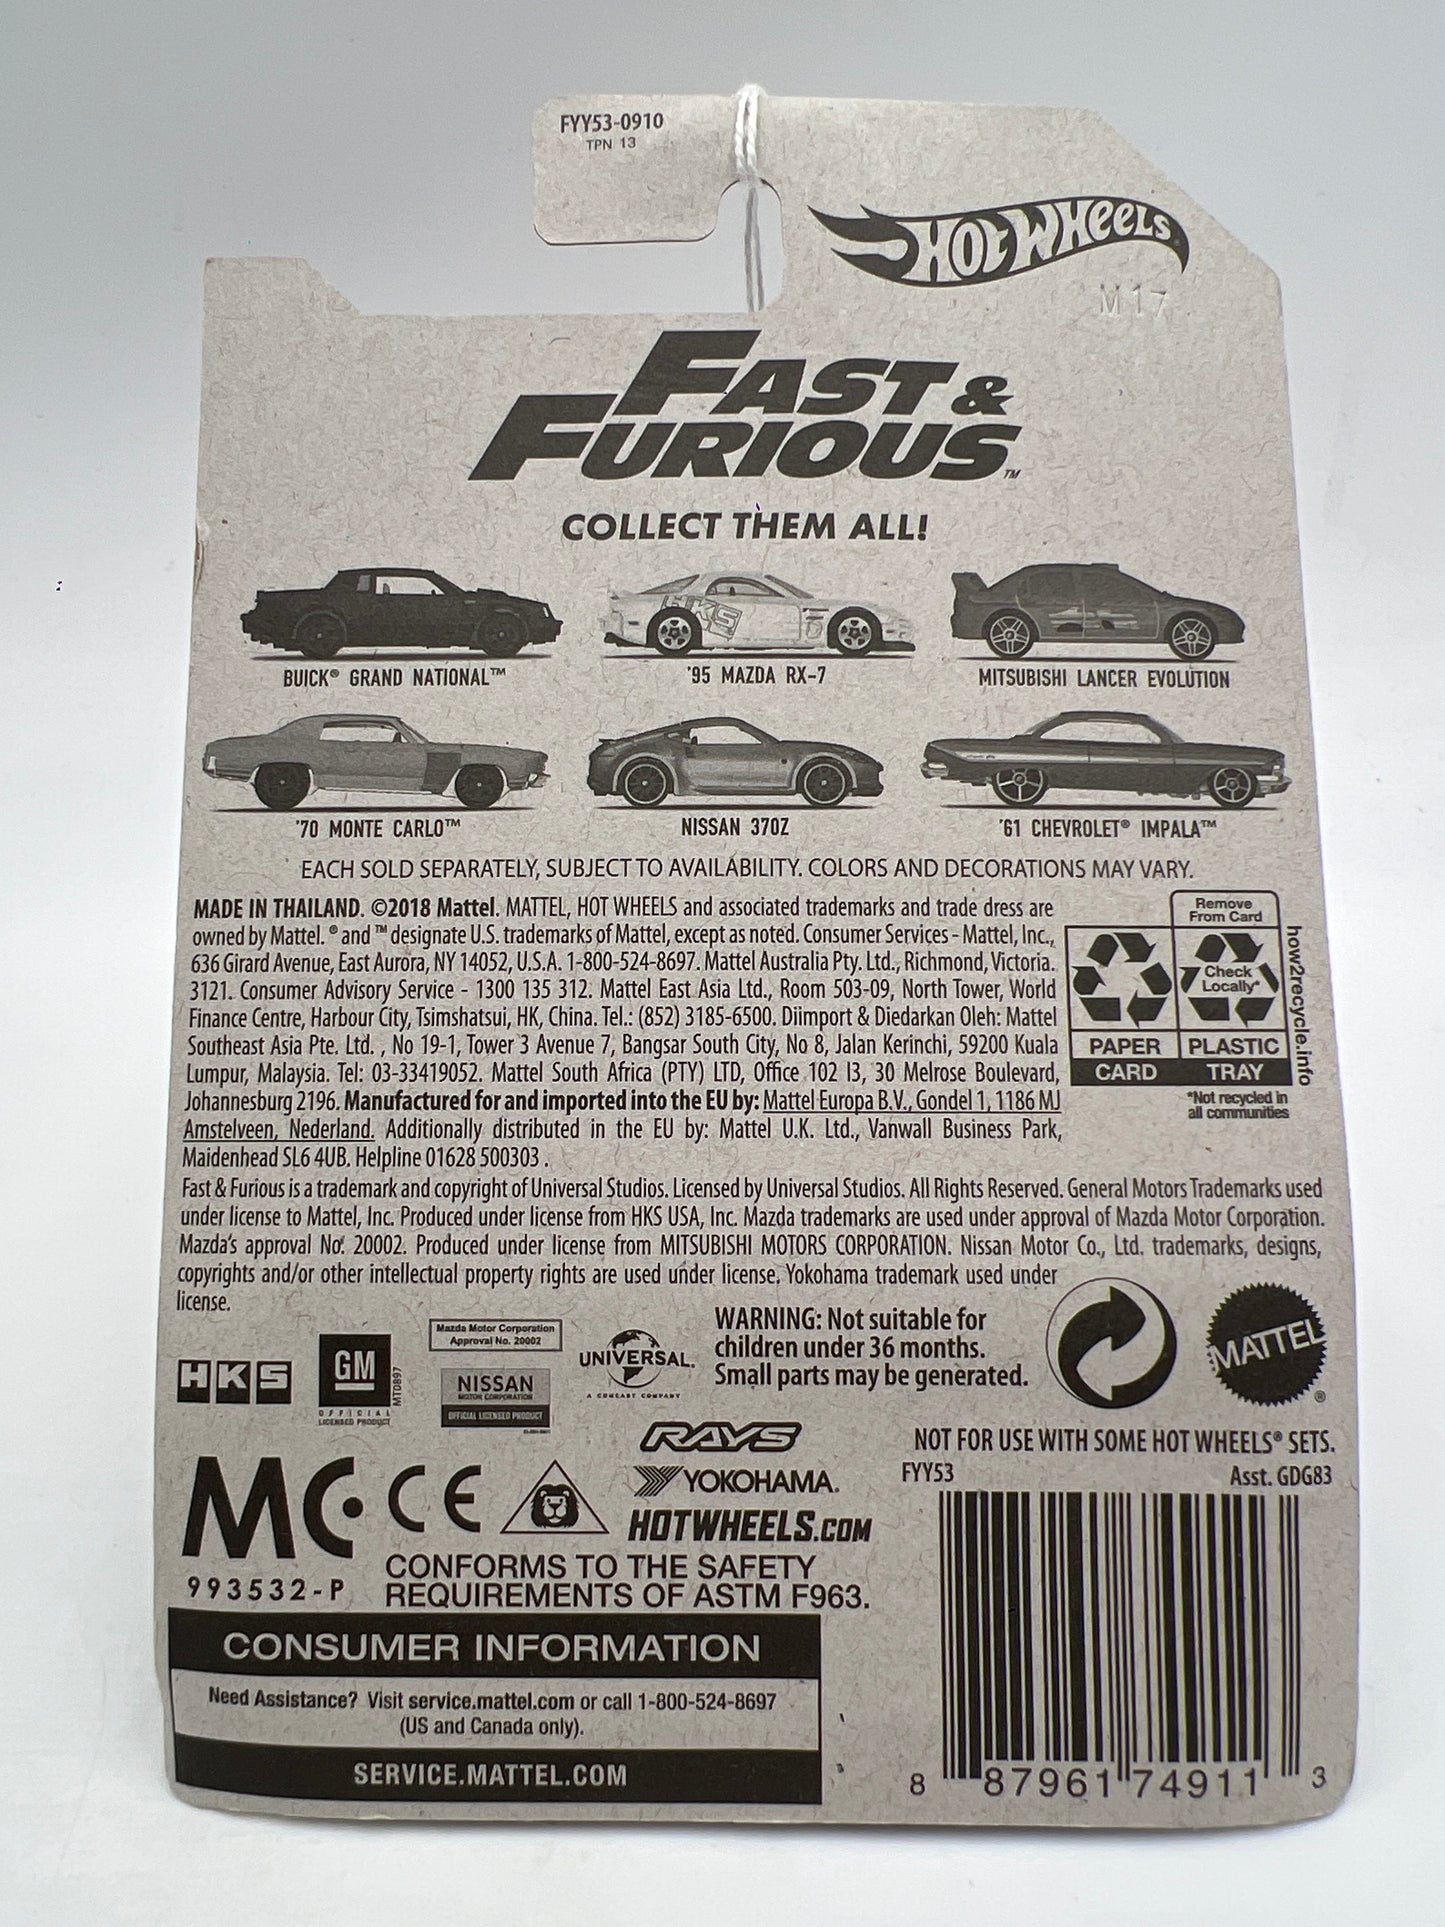 FYY53-0910
TPN 13
HOT WHEELS
M17
FAST &
FURIOUS™
COLLECT THEM ALL!
HKS
BUICK® GRAND NATIONAL™
'95 MAZDA RX-7
MITSUBISHI LANCER EVOLUTION
'70 MONTE CARLO™
NISSAN 370Z
'61 CHEVROLET® IMPALA™
EACH SOLD SEPARATELY, SUBJECT TO AVAILABILITY. COLORS AND DECORATIONS MAY VARY.
MADE IN THAILAND. ©2018 Mattel. MATTEL, HOT WHEELS and associated trademarks and trade dress are
owned by Mattel. ® and ™ designate U.S. trademarks of Mattel, except as noted. Consumer Services - Mattel, Inc.,
636 Girard Avenue, East Aurora, NY 14052, U.S.A. 1-800-524-8697. Mattel Australia Pty. Ltd., Richmond, Victoria.
3121. Consumer Advisory Service - 1300 135 312. Mattel East Asia Ltd., Room 503-09, North Tower, World
Finance Centre, Harbour City, Tsimshatsui, HK, China. Tel.: (852) 3185-6500. Diimport & Diedarkan Oleh: Mattel
Southeast Asia Pte. Ltd. , No 19-1, Tower 3 Avenue 7, Bangsar South City, No 8, Jalan Kerinchi, 59200 Kuala
Lumpur, Malaysia. Tel: 03-33419052. Mattel South Africa (PTY) LTD, Office 102 I3, 30 Melrose Boulevard,
Johannesburg 2196. Manufactured for and imported into the EU by: Mattel Europa B.V., Gondel 1, 1186 MJ
Amstelveen, Nederland. Additionally distributed in the EU by: Mattel U.K. Ltd., Vanwall Business Park,
Maidenhead SL6 4UB. Helpline 01628 500303 .
Remove
From Card
Check
Locally*
PAPER
CARD
PLASTIC
TRAY
how2recycle.info
*Not recycled in
all communities
Fast & Furious is a trademark and copyright of Universal Studios. Licensed by Universal Studios. All Rights Reserved. General Motors Trademarks used
under license to Mattel, Inc. Produced under license from HKS USA, Inc. Mazda trademarks are used under approval of Mazda Motor Corporation.
Mazda's approval No: 20002. Produced under license from MITSUBISHI MOTORS CORPORATION. Nissan Motor Co., Ltd. trademarks, designs,
copyrights and/or other intellectual property rights are used under license. Yokohama trademark used under
license.
HKS
GM
OFFICIAL
LICENSED PRODUCT
MT0897
Mazda Motor Corporation
Approval No. 20002
NISSAN
MOTOR CORPORATION
OFFICIAL LICENSED PRODUCT
UNIVERSAL.
A COMCAST COMPANY
WARNING: Not suitable for
children under 36 months.
Small parts may be generated.
MATTEL®
RAYS
YOKOHAMA.
HOTWHEELS.COM
NOT FOR USE WITH SOME HOT WHEELS® SETS.
FYY53
Asst. GDG83
MC CE
993532-P
CONFORMS TO THE SAFETY
REQUIREMENTS OF ASTM F963.
CONSUMER INFORMATION
Need Assistance? Visit service.mattel.com or call 1-800-524-8697
(US and Canada only).
SERVICE.MATTEL.COM
8 87961 74911 3